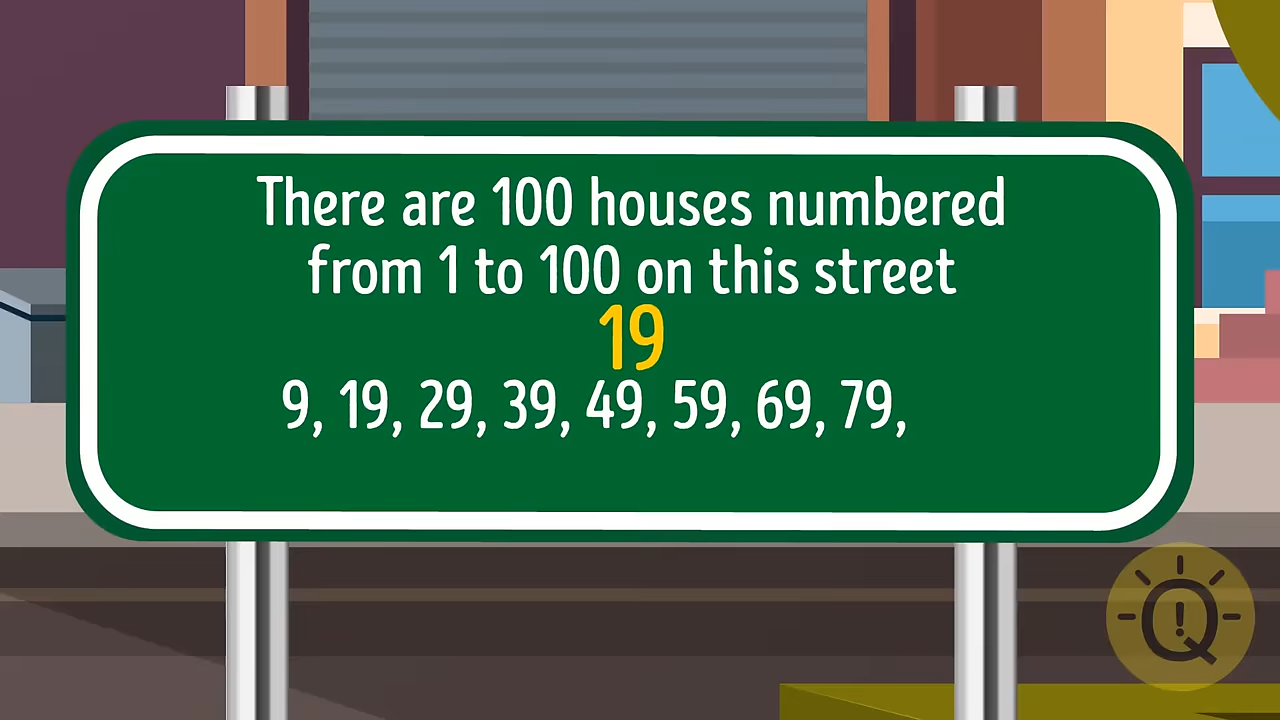 There are 100 houses numbered
from 1 to 100 on this street
19
9, 19, 29, 39, 49, 59, 69, 79,